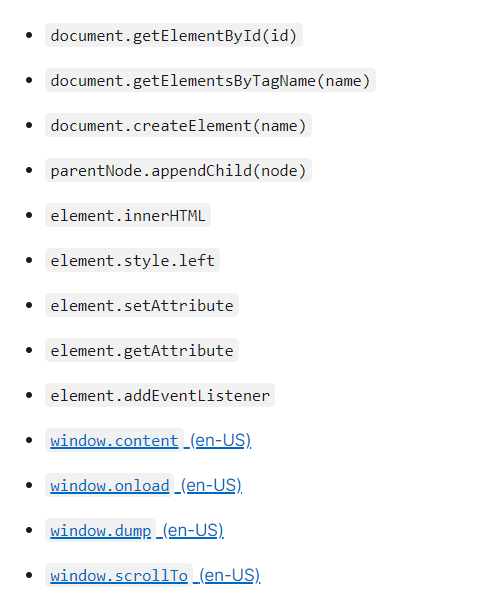 document.getElementById(id)
document.getElementsByTagName(name)
document.createElement(name)
parentNode.appendChild(node)
element.innerHTML
element.style.left
element.setAttribute
element.getAttribute
element.addEventListener
window.content (en-US)
window.onload (en-US)
window.dump (en-US)
window.scrollTo (en-US)